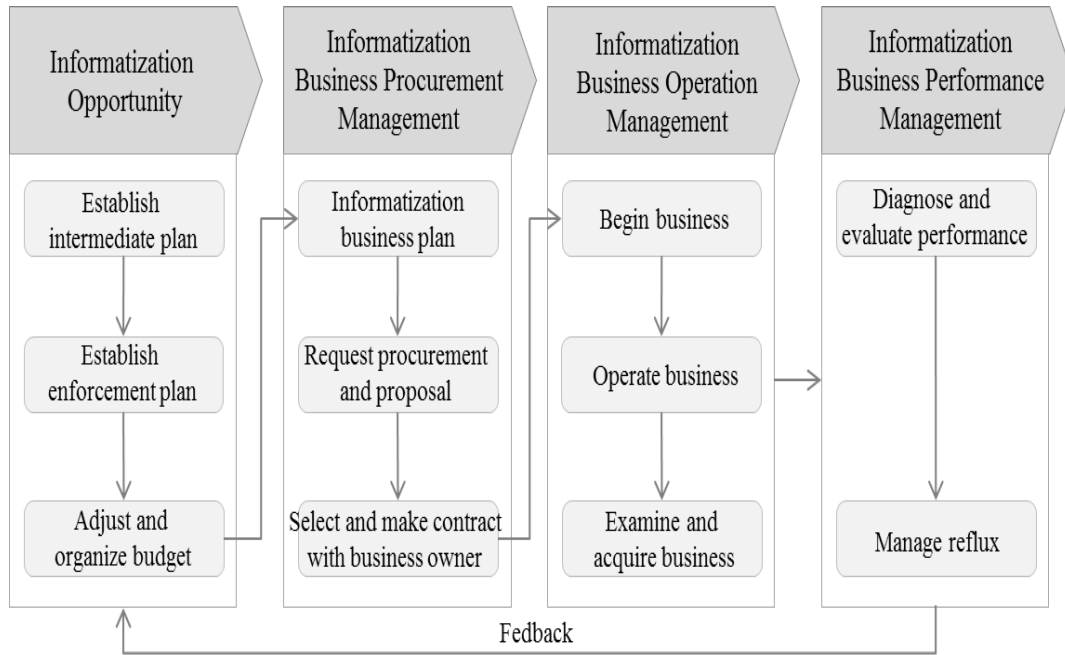 Informatization
Opportunity
Informatization
Business Procurement
Management
Informatization
Business Operation
Management
Informatization
Business Performance
Management
Establish
intermediate plan
Establish
enforcement plan
Adjust and
organize budget
Informatization
business plan
Request procurement
and proposal
Select and make contract
with business owner
Begin business
Operate business
Examine and
acquire business
Diagnose and
evaluate performance
Manage reflux
Fedback